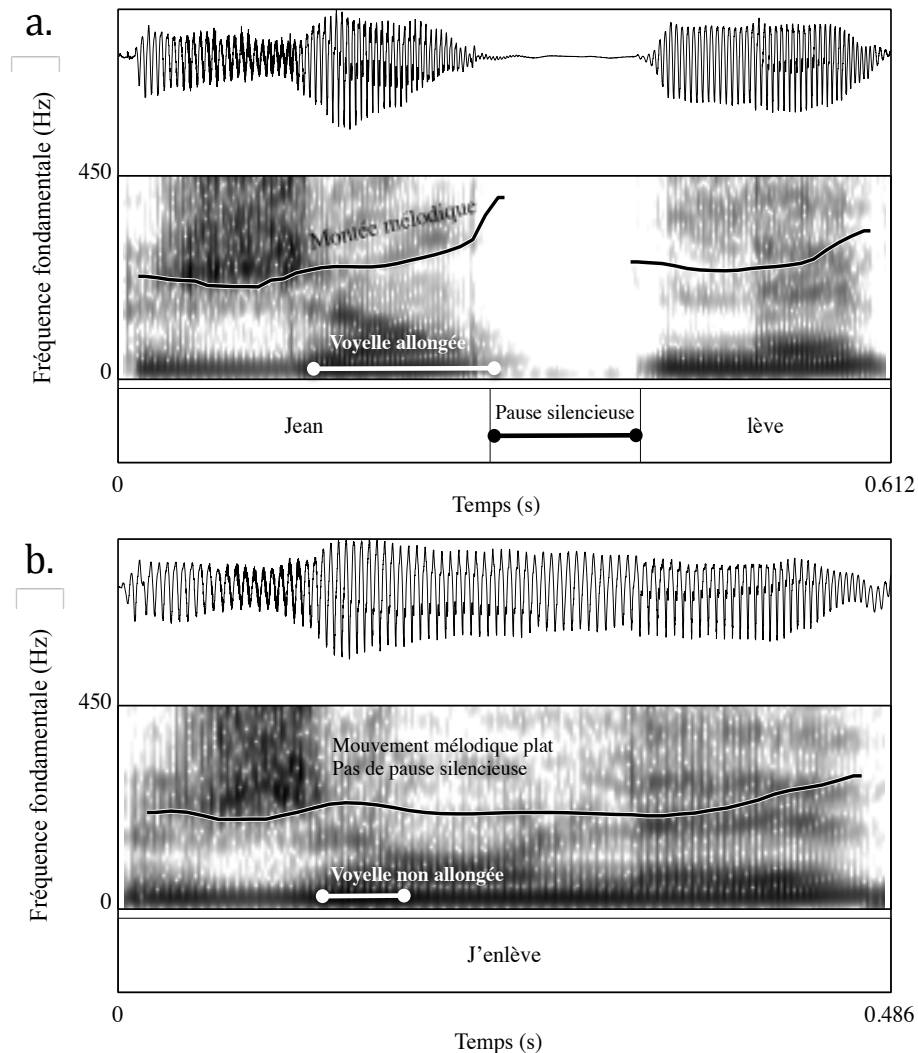 a.
Fréquence fondamentale (Hz)
450
Montée mélodique
Voyelle allongée
0
Jean
Pause silencieuse
lève
0
0.612
Temps (s)
b.
Fréquence fondamentale (Hz)
450
Mouvement mélodique plat
Pas de pause silencieuse
Voyelle non allongée
0
J’enlève
0
0.486
Temps (s)